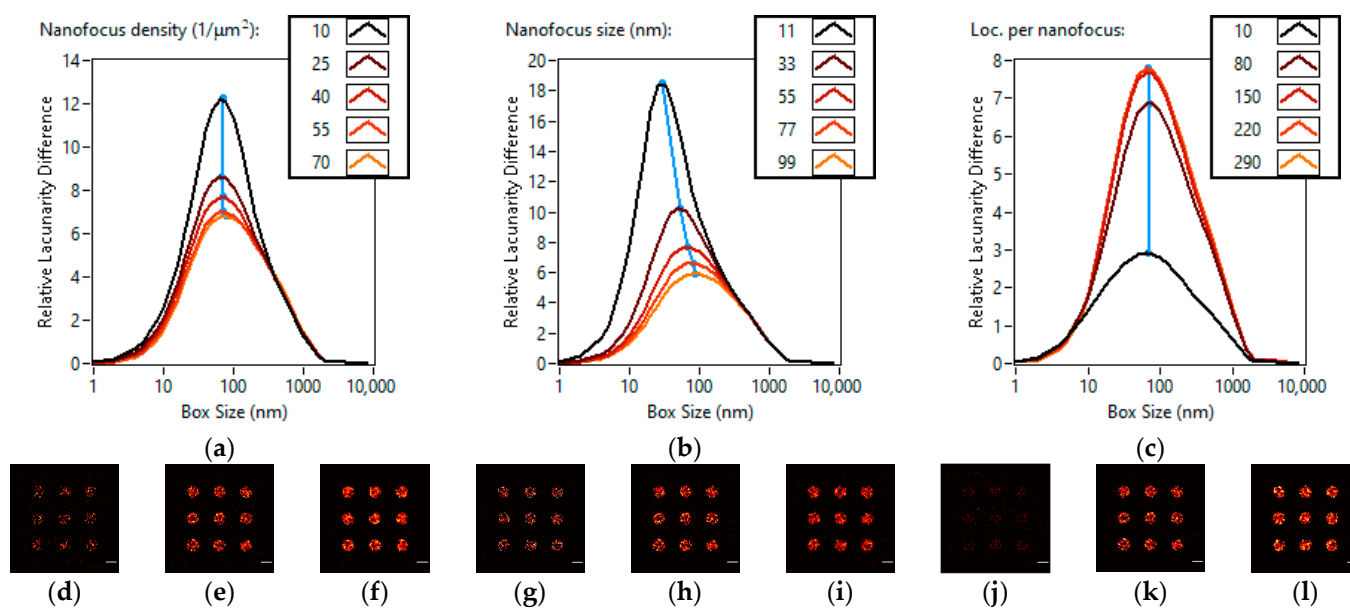 Nanofocus density (1/μm²):
10
25
40
55
70
14
12
10
8
6
4
2
0
Relative Lacunarity Difference
1 10 100 1000 10,000
Box Size (nm)
(a)
Nanofocus size (nm):
11
33
55
77
99
20
18
16
14
12
10
8
6
4
2
0
Relative Lacunarity Difference
1 10 100 1000 10,000
Box Size (nm)
(b)
Loc. per nanofocus:
10
80
150
220
290
8
7
6
5
4
3
2
1
0
Relative Lacunarity Difference
1 10 100 1000 10,000
Box Size (nm)
(c)
(d) (e) (f) (g) (h) (i) (j) (k) (l)